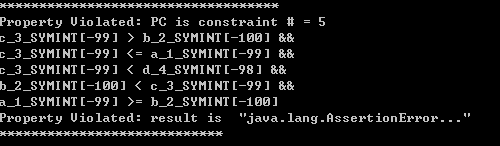 ***********************************
Property Violated: PC is constraint # = 5
c_3_SYMINT[-99] > b_2_SYMINT[-100] &&
c_3_SYMINT[-99] <= a_1_SYMINT[-99] &&
c_3_SYMINT[-99] < d_4_SYMINT[-98] &&
b_2_SYMINT[-100] < c_3_SYMINT[-99] &&
a_1_SYMINT[-99] >= b_2_SYMINT[-100]
Property Violated: result is  "java.lang.AssertionError..."
****************************